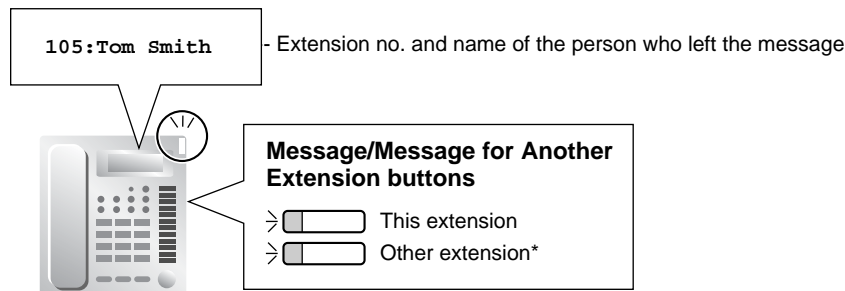 105:Tom Smith
- Extension no. and name of the person who left the message
Message/Message for Another
Extension buttons
This extension
Other extension*